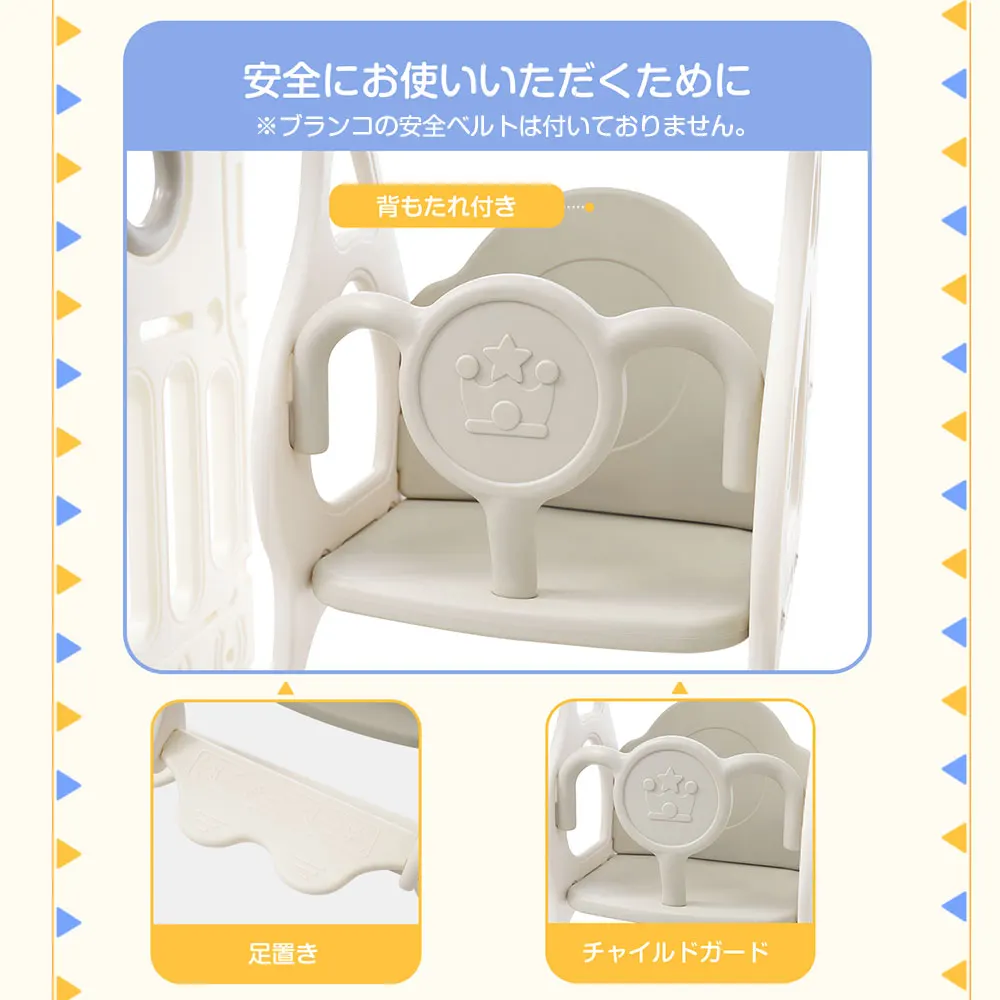 安全にお使いいただくために
※ブランコの安全ベルトは付いておりません。
背もたれ付き
足置き
チャイルドガード